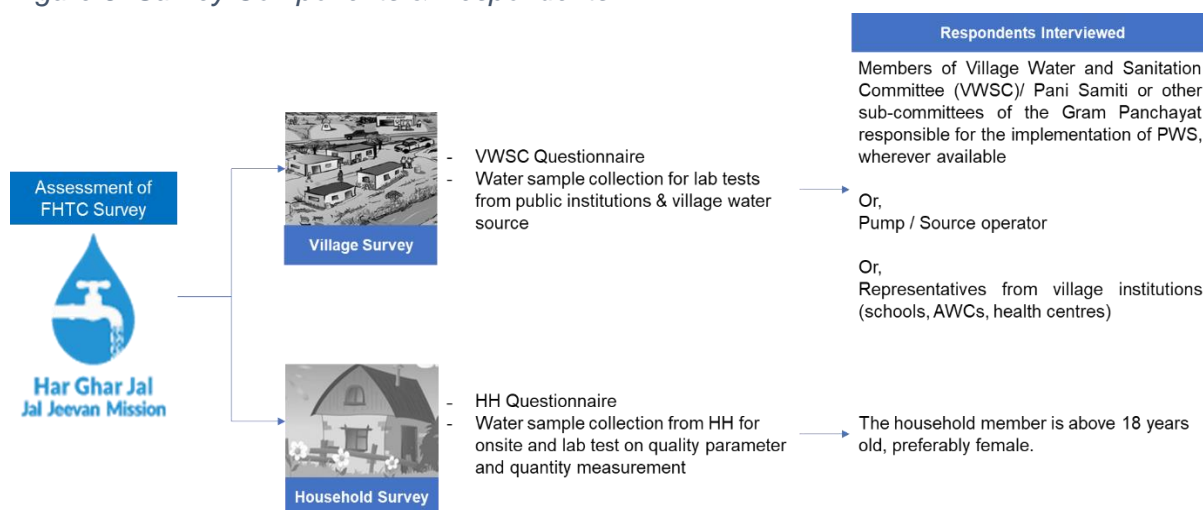 Respondents Interviewed
Members of Village Water and Sanitation
Committee (VWSC)/ Pani Samiti or other
sub-committees of the Gram Panchayat
responsible for the implementation of PWS,
wherever available
Or,
Pump / Source operator
Or,
Representatives from village institutions
(schools, AWCs, health centres)
Assessment of
FHTC Survey
Har Ghar Jal
Jal Jeevan Mission
- VWSC Questionnaire
- Water sample collection for lab tests
from public institutions & village water
source
Village Survey
- HH Questionnaire
- Water sample collection from HH for
onsite and lab test on quality parameter
and quantity measurement
Household Survey
The household member is above 18 years
old, preferably female.